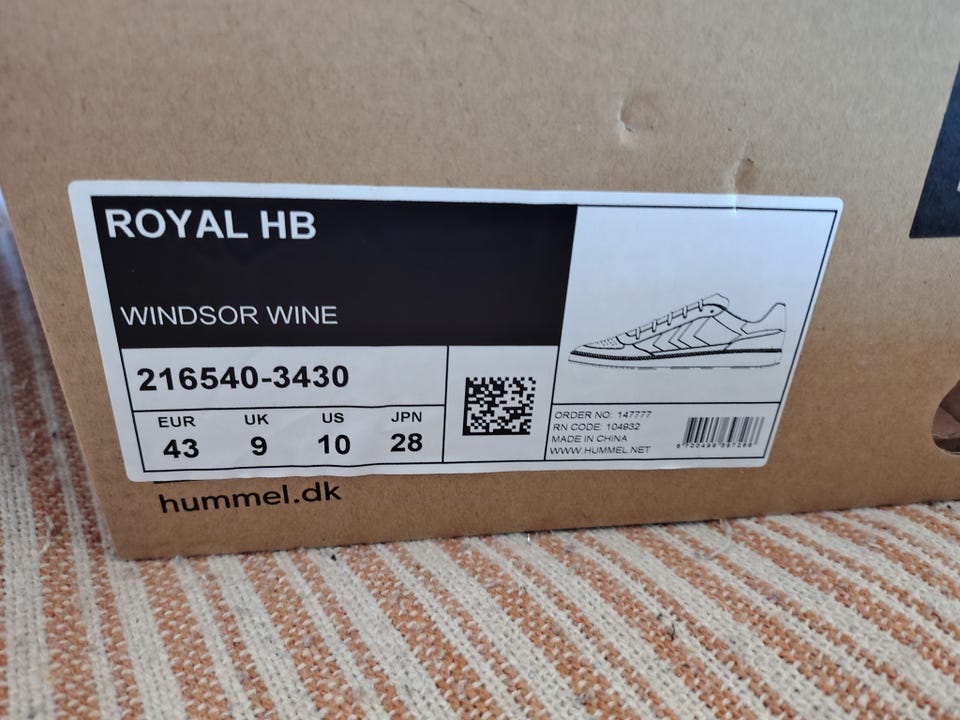 ROYAL HB
WINDSOR WINE
216540-3430
EUR UK US JPN
43 9 10 28
ORDER NO: 147777
RN CODE: 104932
MADE IN CHINA
WWW.HUMMEL.NET
hummel.dk